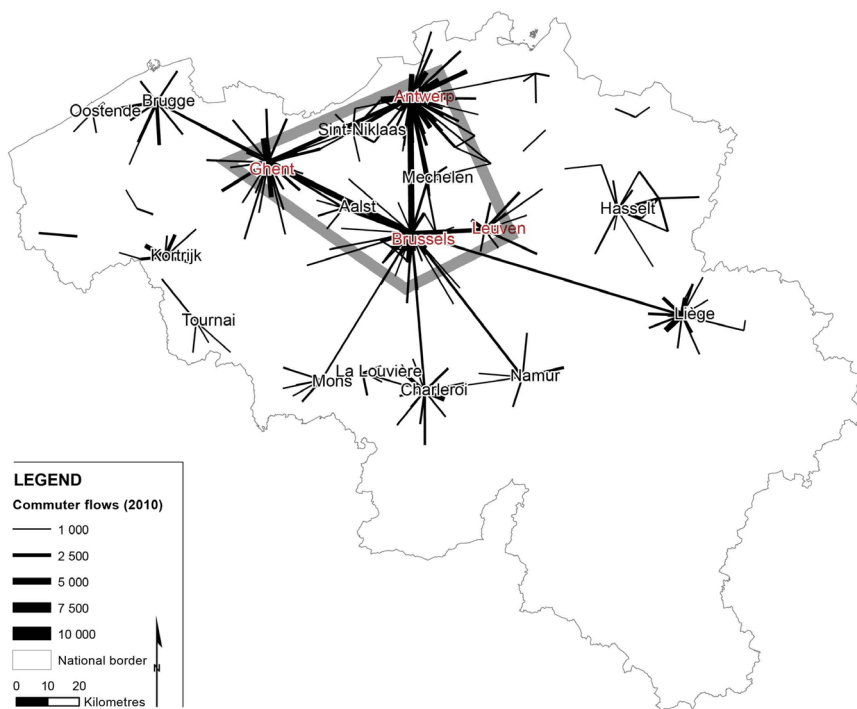 Antwerp
Brugge
Oostende
Sint-Niklaas
Ghent
Mechelen
Aalst
Hasselt
Leuven
Brussels
Kortrijk
Liège
Tournai
La Louvière
Namur
Mons
Charleroi
LEGEND
Commuter flows (2010)
1 000
2 500
5 000
7 500
10 000
National border
N
0 10 20
Kilometres